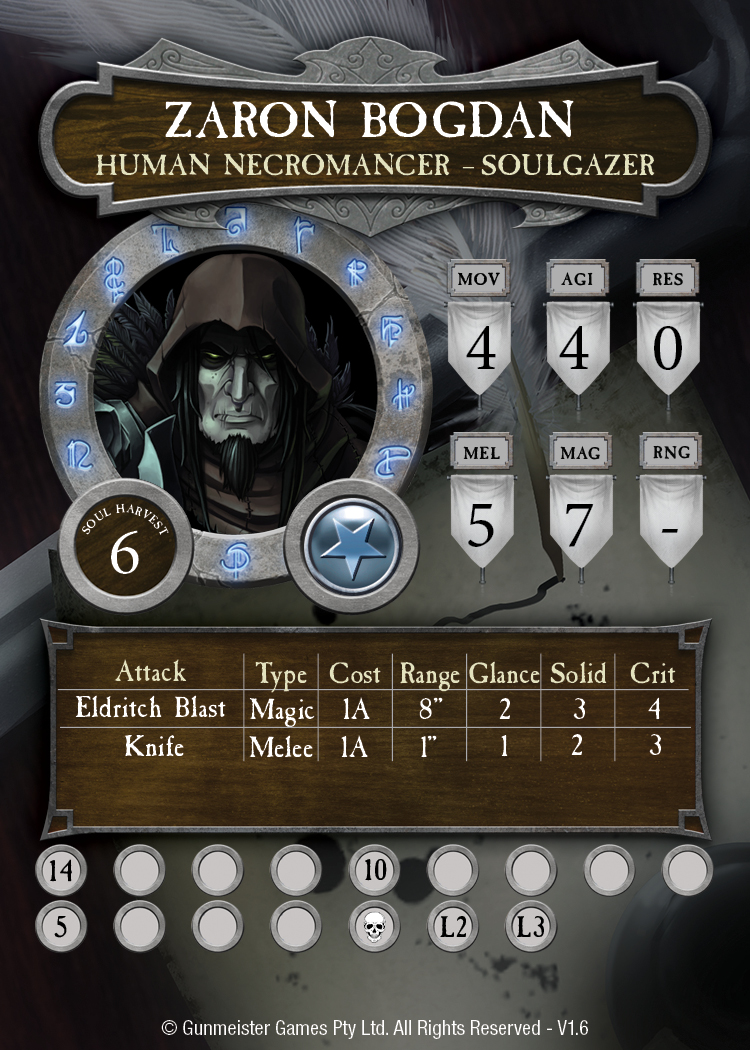 ZARON BOGDAN
HUMAN NECROMANCER – SOULGAZER
MOV AGI RES
4 4 0
MEL MAG RNG
5 7 -
SOUL HARVEST
6
Attack Type Cost Range Glance Solid Crit
Eldritch Blast Magic 1A 8” 2 3 4
Knife Melee 1A 1” 1 2 3
14 10
5 L2 L3
© Gunmeister Games Pty Ltd. All Rights Reserved - V1.6